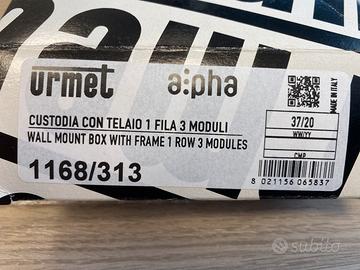 urmet
a:pha
CUSTODIA CON TELAIO 1 FILA 3 MODULI
WALL MOUNT BOX WITH FRAME 1 ROW 3 MODULES
1168/313
MADE IN ITALY
37/20
WW/YY
CMP
8 021156 065837
subito